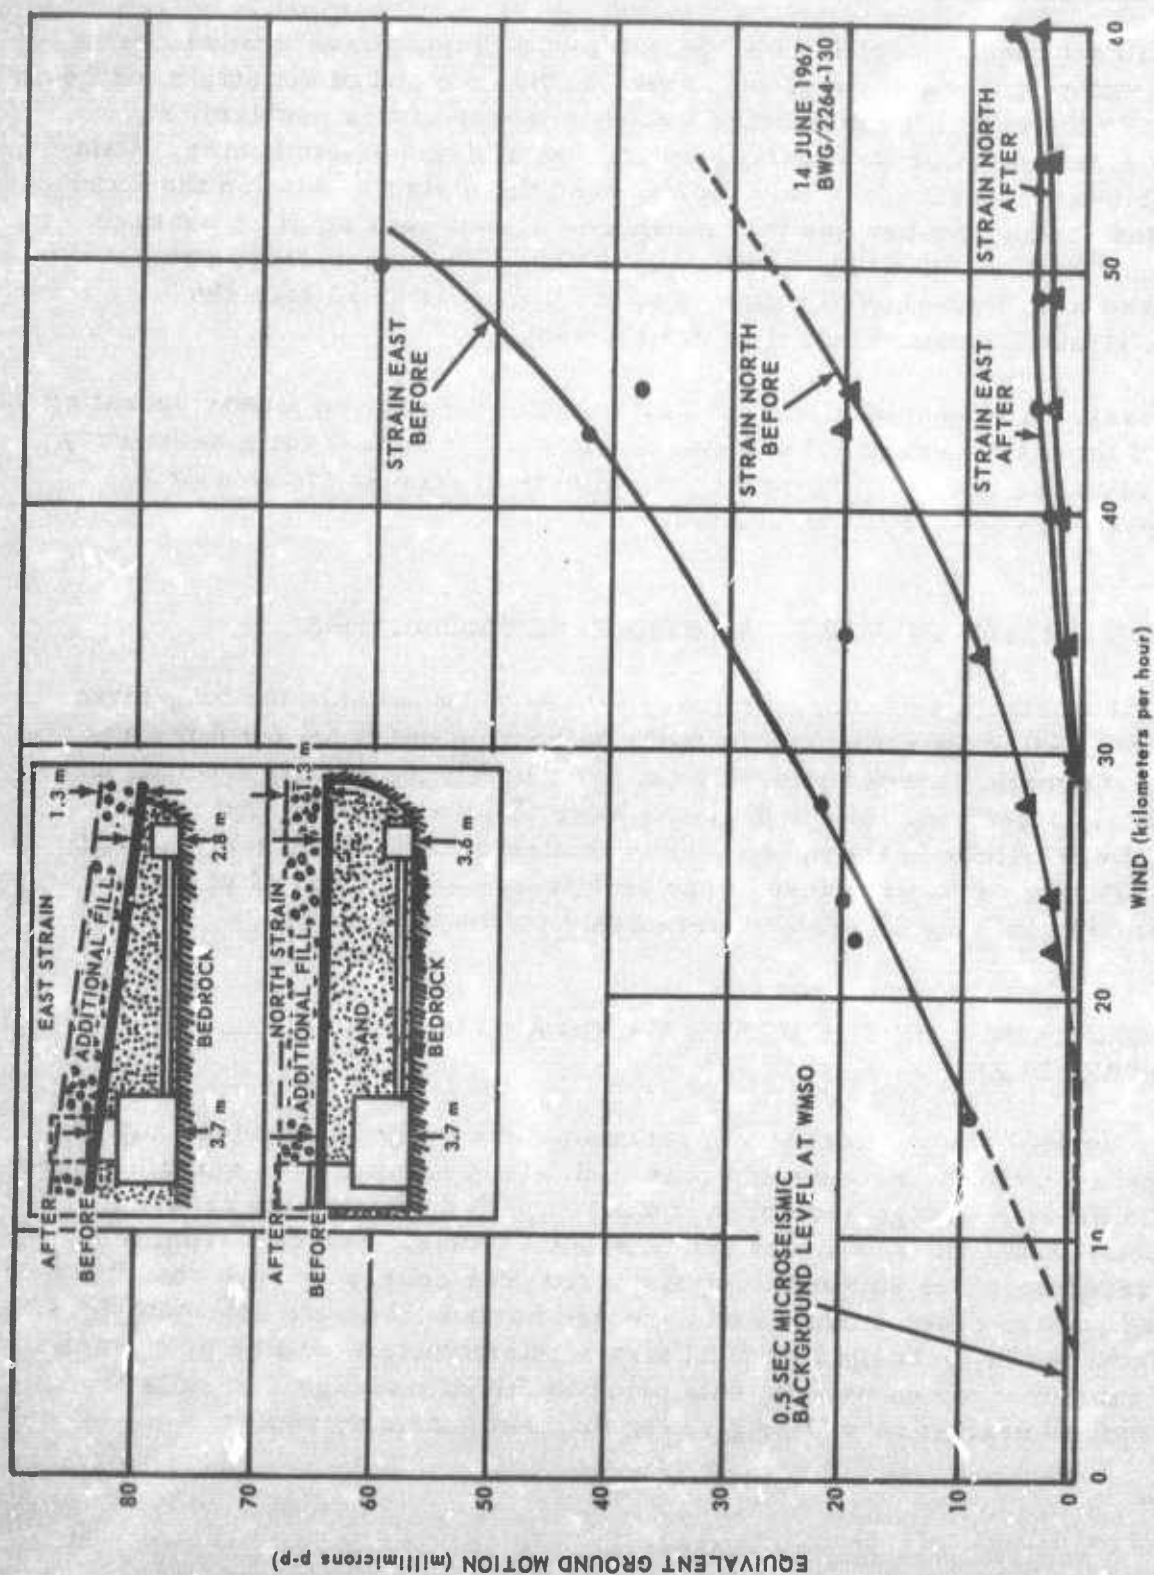 EQUIVALENT GROUND MOTION (millimicrons p-p)
80
70
60
50
40
30
20
10
0
0
10
20
30
40
50
60
WIND (kilometers per hour)
EAST STRAIN
AFTER
BEFORE
ADDITIONAL FILL
1.3 m
BEDROCK
3.7 m
2.8 m
NORTH STRAIN
AFTER
BEFORE
ADDITIONAL FILL
1.3 m
SAND
BEDROCK
3.7 m
3.6 m
STRAIN EAST
BEFORE
STRAIN NORTH
BEFORE
14 JUNE 1967
BWG/2264-130
STRAIN EAST
AFTER
STRAIN NORTH
AFTER
0.5 SEC MICROSEISMIC
BACKGROUND LEVEL AT WMSO